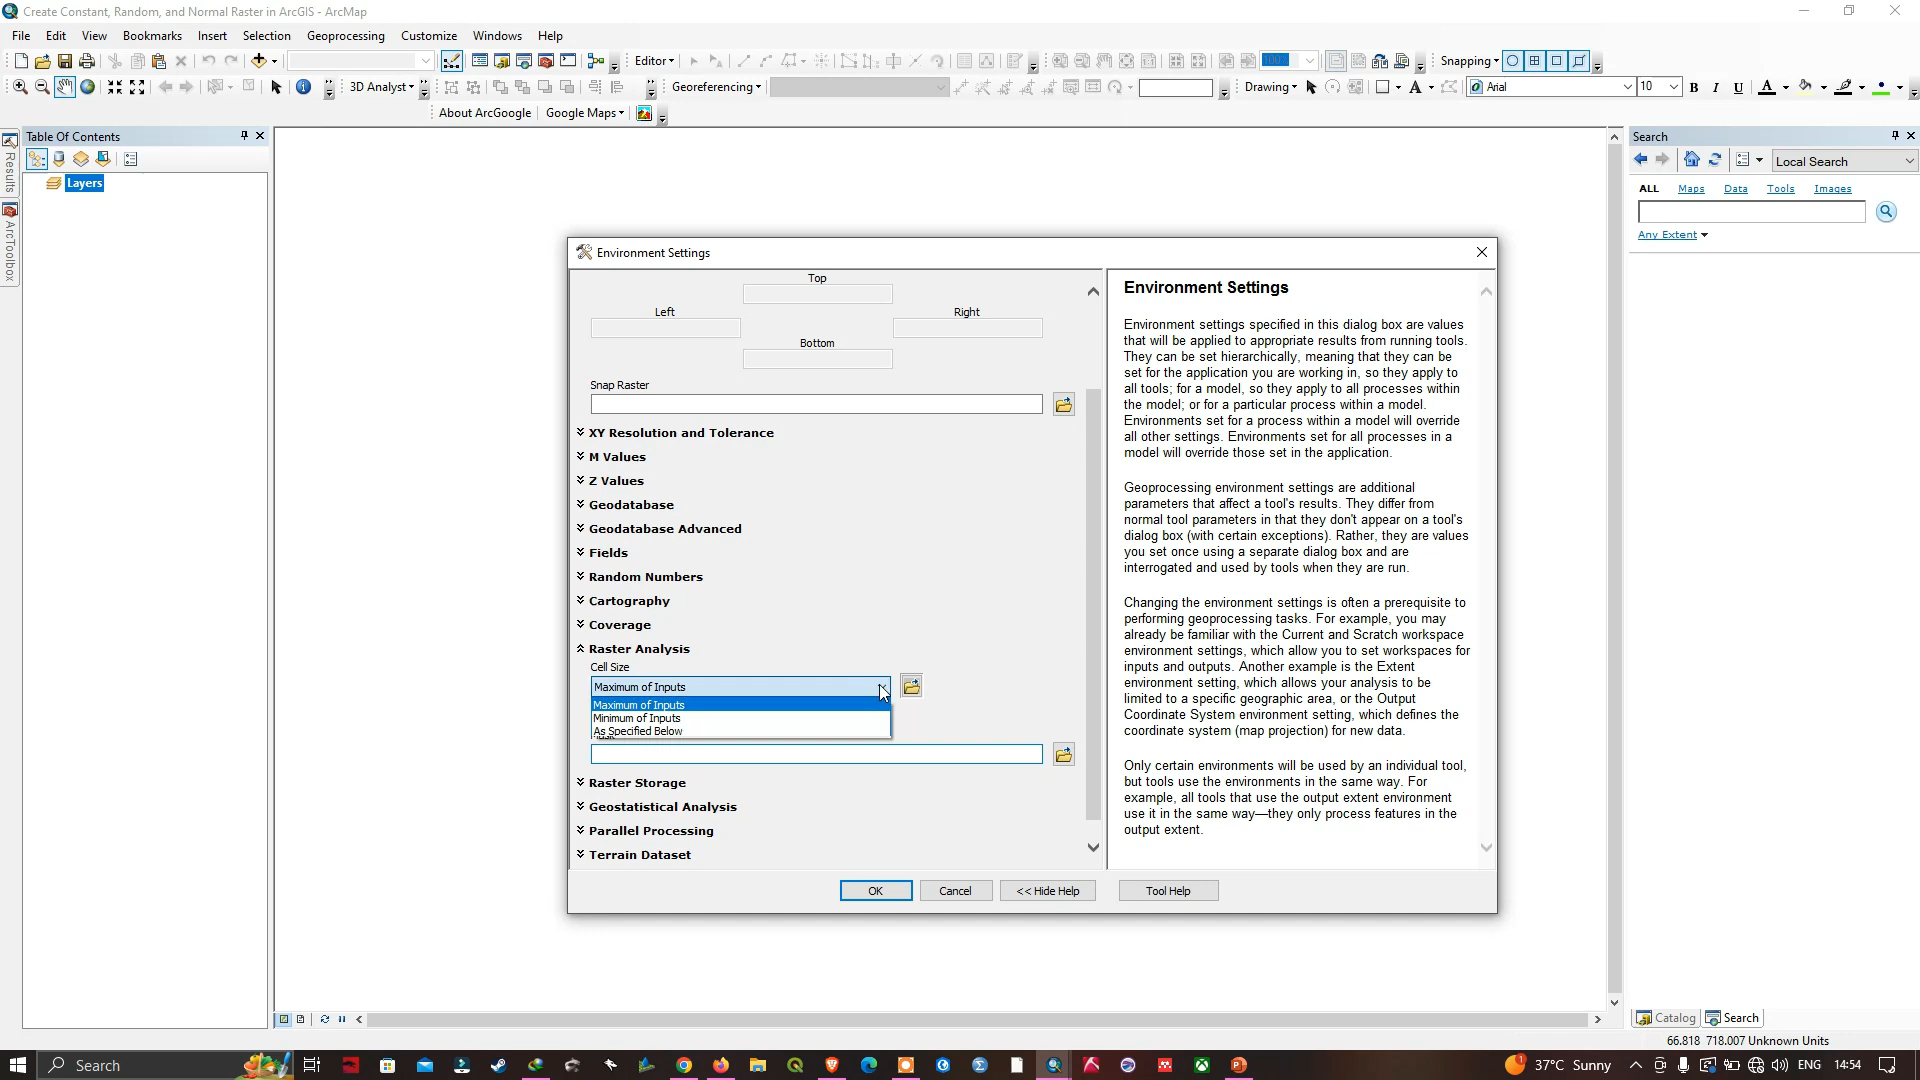 Create Constant, Random, and Normal Raster in ArcGIS - ArcMap
File Edit View Bookmarks Insert Selection Geoprocessing Customize Windows Help
Editor
100%
Snapping
3D Analyst
Georeferencing
Drawing
A
Arial
10
B I U A
About ArcGoogle Google Maps
Table Of Contents
Layers
Results
ArcToolbox
Search
Local Search
ALL Maps Data Tools Images
Any Extent
Environment Settings
Top
Left
Right
Bottom
Snap Raster
XY Resolution and Tolerance
M Values
Z Values
Geodatabase
Geodatabase Advanced
Fields
Random Numbers
Cartography
Coverage
Raster Analysis
Cell Size
Maximum of Inputs
Maximum of Inputs
Minimum of Inputs
As Specified Below
Raster Storage
Geostatistical Analysis
Parallel Processing
Terrain Dataset
OK Cancel << Hide Help Tool Help
Environment Settings
Environment settings specified in this dialog box are values
that will be applied to appropriate results from running tools.
They can be set hierarchically, meaning that they can be
set for the application you are working in, so they apply to
all tools; for a model, so they apply to all processes within
the model; or for a particular process within a model.
Environments set for a process within a model will override
all other settings. Environments set for all processes in a
model will override those set in the application.
Geoprocessing environment settings are additional
parameters that affect a tool's results. They differ from
normal tool parameters in that they don't appear on a tool's
dialog box (with certain exceptions). Rather, they are values
you set once using a separate dialog box and are
interrogated and used by tools when they are run.
Changing the environment settings is often a prerequisite to
performing geoprocessing tasks. For example, you may
already be familiar with the Current and Scratch workspace
environment settings, which allow you to set workspaces for
inputs and outputs. Another example is the Extent
environment setting, which allows your analysis to be
limited to a specific geographic area, or the Output
Coordinate System environment setting, which defines the
coordinate system (map projection) for new data.
Only certain environments will be used by an individual tool,
but tools use the environments in the same way. For
example, all tools that use the output extent environment
use it in the same way—they only process features in the
output extent.
Catalog Search
66.818 718.007 Unknown Units
Search
1
37°C Sunny
ENG 14:54